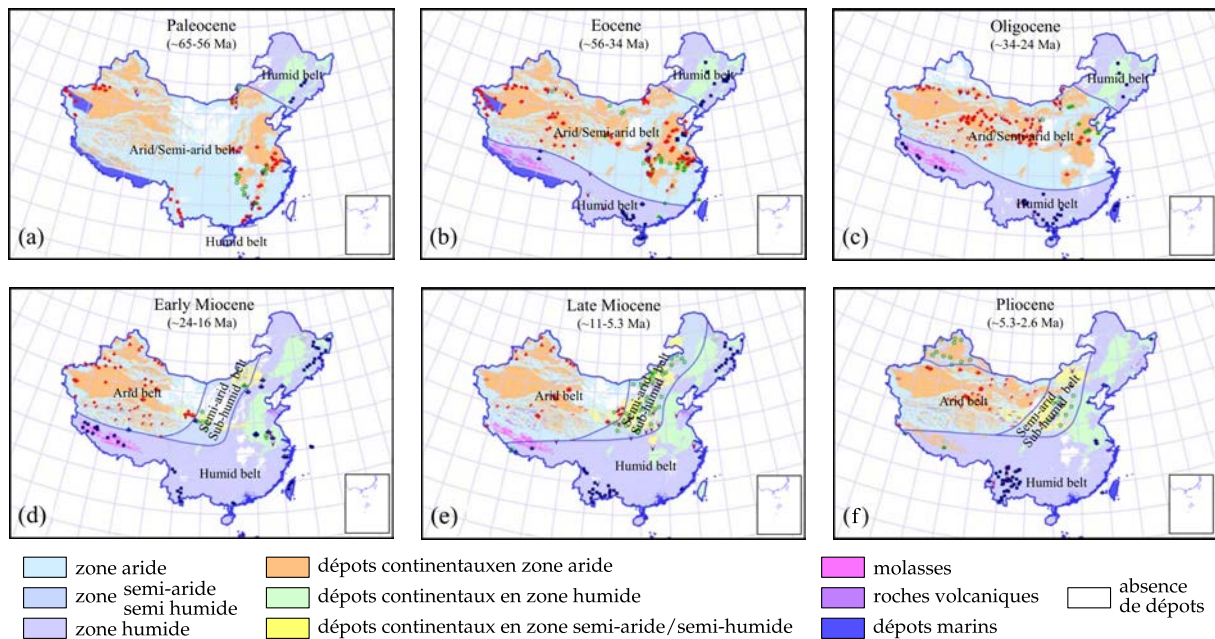 Paleocene
(~65-56 Ma)
Humid belt
Arid/Semi-arid belt
Humid belt
(a)
Eocene
(~56-34 Ma)
Humid belt
Arid/Semi-arid belt
Humid belt
(b)
Oligocene
(~34-24 Ma)
Humid belt
Arid/Semi-arid belt
Humid belt
(c)
Early Miocene
(~24-16 Ma)
Arid belt
Semi-arid belt
Sub-humid
Humid belt
(d)
Late Miocene
(~11-5.3 Ma)
Arid belt
Semi-arid belt
Sub-humid
Humid belt
(e)
Pliocene
(~5.3-2.6 Ma)
Arid belt
Semi-arid belt
Sub-humid
Humid belt
(f)
zone aride
zone semi-aride
semi humide
zone humide
dépots continentauxen zone aride
dépots continentaux en zone humide
dépots continentaux en zone semi-aride/semi-humide
molasses
roches volcaniques
dépots marins
absence
de dépots